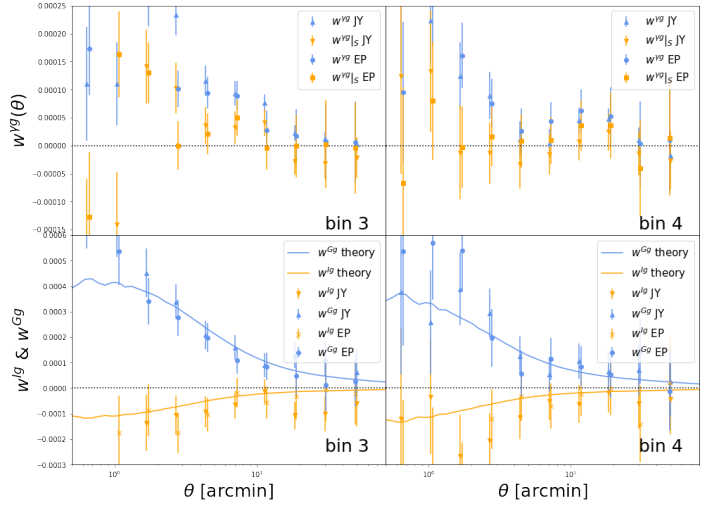 0.00025
0.00020
0.00015
0.00010
0.00005
0.00000
−0.00005
−0.00010
−0.00015
w^γg(θ)
w^γg JY
w^γg|_S JY
w^γg EP
w^γg|_S EP
bin 3
w^γg JY
w^γg|_S JY
w^γg EP
w^γg|_S EP
bin 4
0.0006
0.0005
0.0004
0.0003
0.0002
0.0001
0.0000
−0.0001
−0.0002
−0.0003
w^Ig & w^Gg
w^Gg theory
w^Ig theory
w^Ig JY
w^Gg JY
w^Ig EP
w^Gg EP
bin 3
w^Gg theory
w^Ig theory
w^Ig JY
w^Gg JY
w^Ig EP
w^Gg EP
bin 4
10^0 10^1 10^0 10^1
θ [arcmin] θ [arcmin]